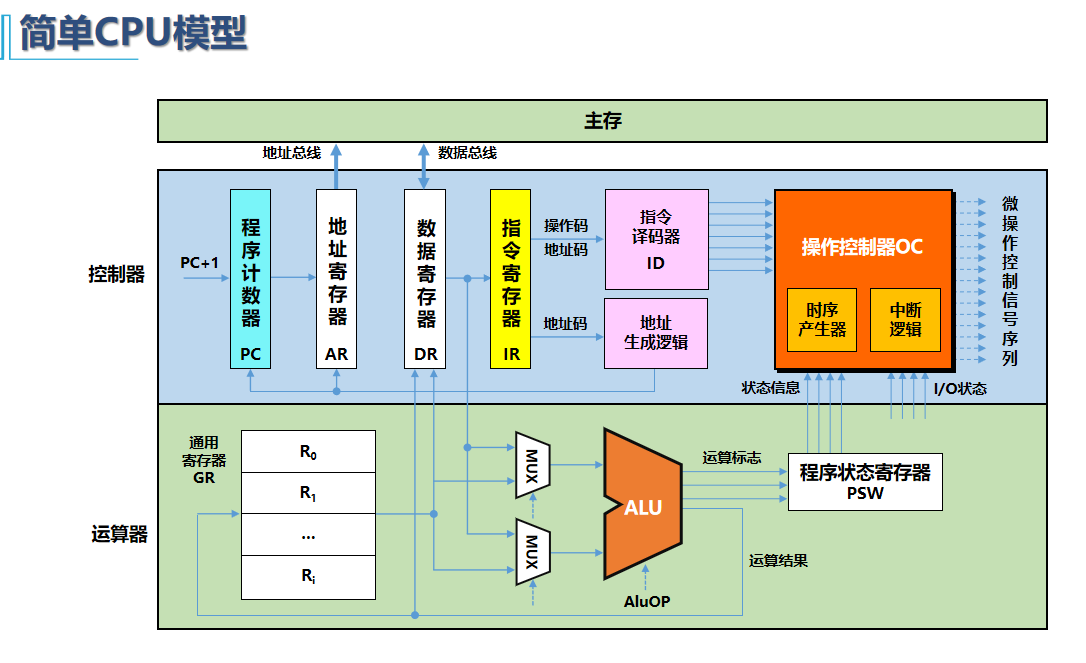 简单CPU模型
主存
地址总线
数据总线
控制器
PC+1
程序计数器
PC
地址寄存器
AR
数据寄存器
DR
指令寄存器
IR
操作码
地址码
地址码
指令
译码器
ID
地址
生成逻辑
操作控制器OC
时序
产生器
中断
逻辑
微操作控制信号序列
状态信息
I/O状态
运算器
通用
寄存器
GR
R0
R1
...
Ri
MUX
MUX
ALU
AluOP
运算标志
程序状态寄存器
PSW
运算结果